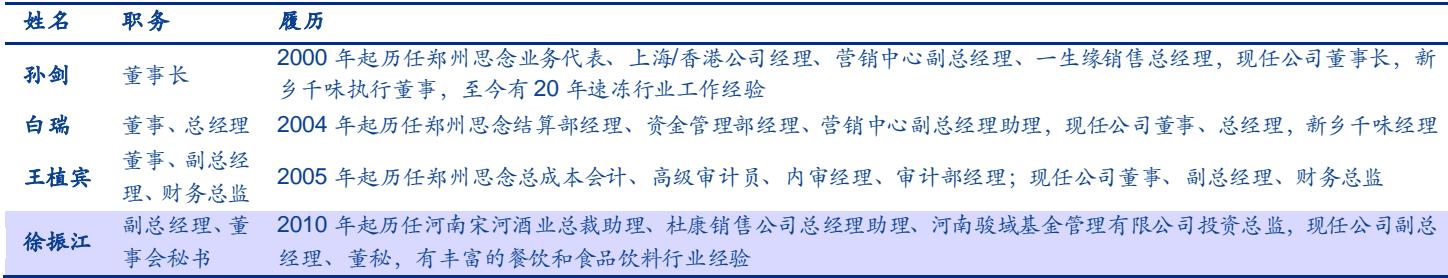 姓名 职务 履历
孙剑 董事长 2000 年起历任郑州思念业务代表、上海/香港公司经理、营销中心副总经理、一生缘销售总经理，现任公司董事长，新
乡千味执行董事，至今有 20 年速冻行业工作经验
白瑞 董事、总经理 2004 年起历任郑州思念结算部经理、资金管理部经理、营销中心副总经理助理，现任公司董事、总经理，新乡千味经理
王植宾 董事、副总经
理、财务总监 2005 年起历任郑州思念总成本会计、高级审计员、内审经理、审计部经理；现任公司董事、副总经理、财务总监
徐振江 副总经理、董
事会秘书 2010 年起历任河南宋河酒业总裁助理、杜康销售公司总经理助理、河南骏域基金管理有限公司投资总监，现任公司副总
经理、董秘，有丰富的餐饮和食品饮料行业经验